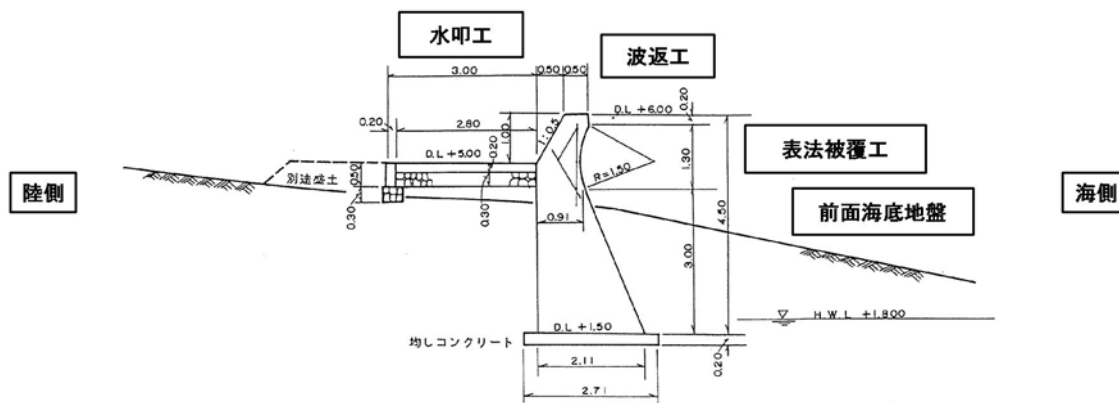 水叩工
波返工
3.00
0.50
0.50
D.L +6.00
0.20
0.20
2.80
1.00
1:0.5
0.20
D.L +5.00
表法被覆工
1.30
R=1.50
別途盛土
0.50
陸側
海側
0.30
0.30
前面海底地盤
0.91
4.50
3.00
H.W.L +1.800
D.L +1.50
均しコンクリート
2.11
0.20
2.71